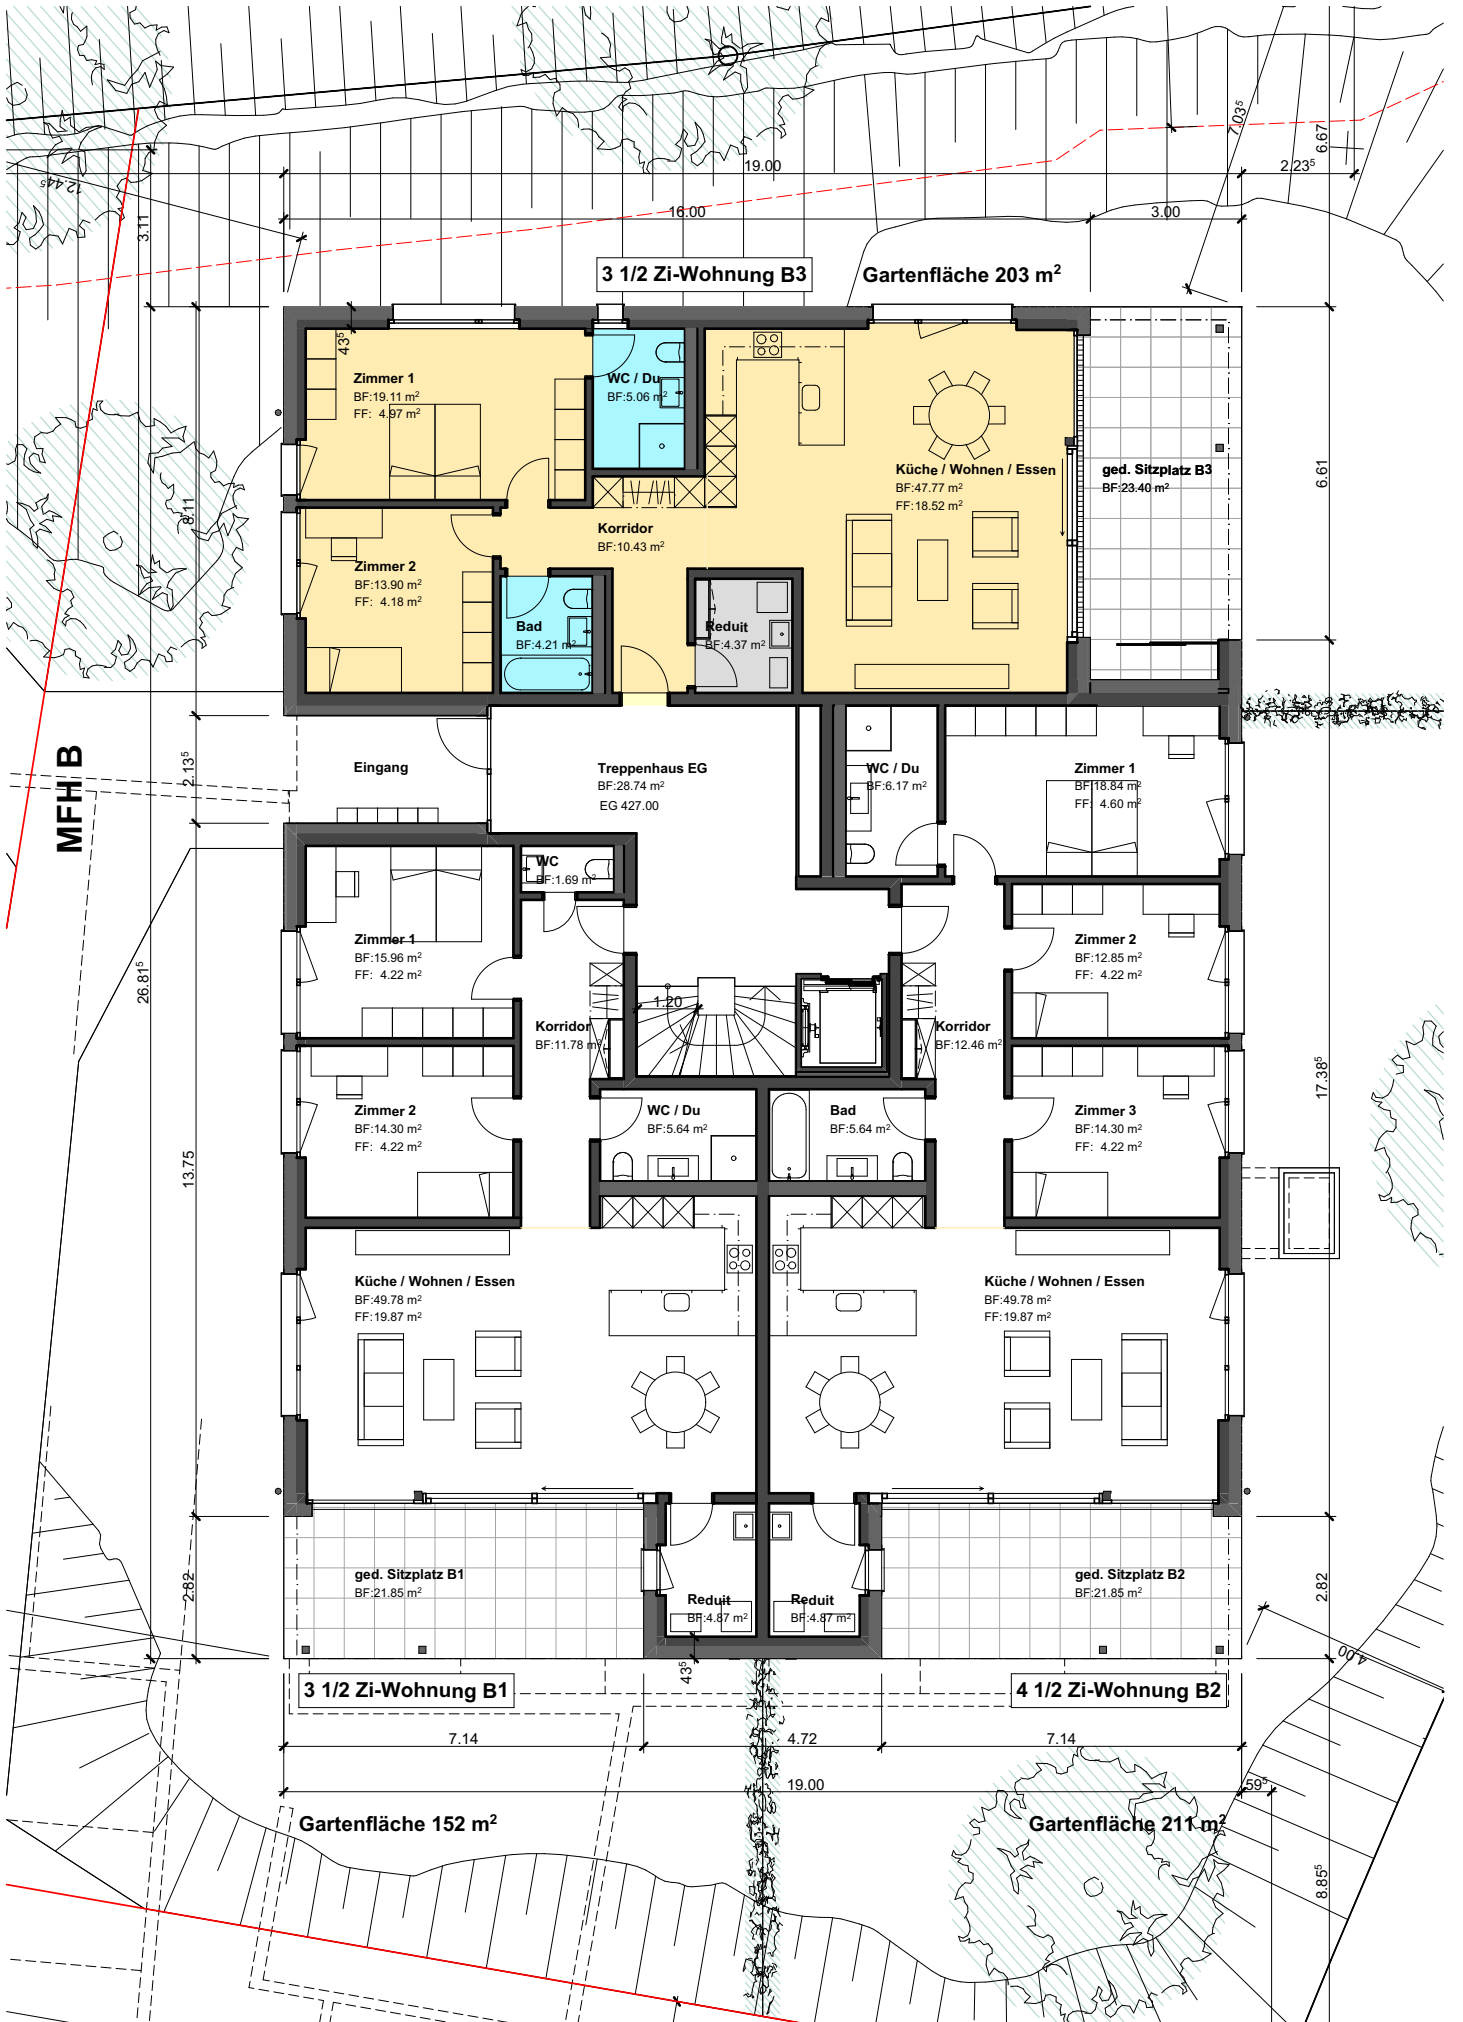 7.03⁵
6.67
19.00
2.23⁵
12.44⁵
3.11
16.00
3.00
3 1/2 Zi-Wohnung B3
Gartenfläche 203 m²
43⁵
Zimmer 1
BF:19.11 m²
FF: 4.97 m²
WC / Du
BF:5.06 m²
Küche / Wohnen / Essen
BF:47.77 m²
FF:18.52 m²
ged. Sitzplatz B3
BF:23.40 m²
6.61
8.11
Korridor
BF:10.43 m²
Zimmer 2
BF:13.90 m²
FF: 4.18 m²
Bad
BF:4.21 m²
Reduit
BF:4.37 m²
MFH B
2.13⁵
Eingang
Treppenhaus EG
BF:28.74 m²
EG 427.00
WC / Du
BF:6.17 m²
Zimmer 1
BF:18.84 m²
FF: 4.60 m²
WC
BF:1.69 m²
Zimmer 1
BF:15.96 m²
FF: 4.22 m²
Zimmer 2
BF:12.85 m²
FF: 4.22 m²
26.81⁵
1.20
Korridor
BF:11.78 m²
Korridor
BF:12.46 m²
17.38⁵
Zimmer 2
BF:14.30 m²
FF: 4.22 m²
WC / Du
BF:5.64 m²
Bad
BF:5.64 m²
Zimmer 3
BF:14.30 m²
FF: 4.22 m²
13.75
Küche / Wohnen / Essen
BF:49.78 m²
FF:19.87 m²
Küche / Wohnen / Essen
BF:49.78 m²
FF:19.87 m²
ged. Sitzplatz B1
BF:21.85 m²
2.82
Reduit
BF:4.87 m²
Reduit
BF:4.87 m²
ged. Sitzplatz B2
BF:21.85 m²
2.82
43⁵
4.00
3 1/2 Zi-Wohnung B1
4 1/2 Zi-Wohnung B2
7.14
4.72
7.14
19.00
59⁵
Gartenfläche 152 m²
Gartenfläche 211 m²
8.85⁵